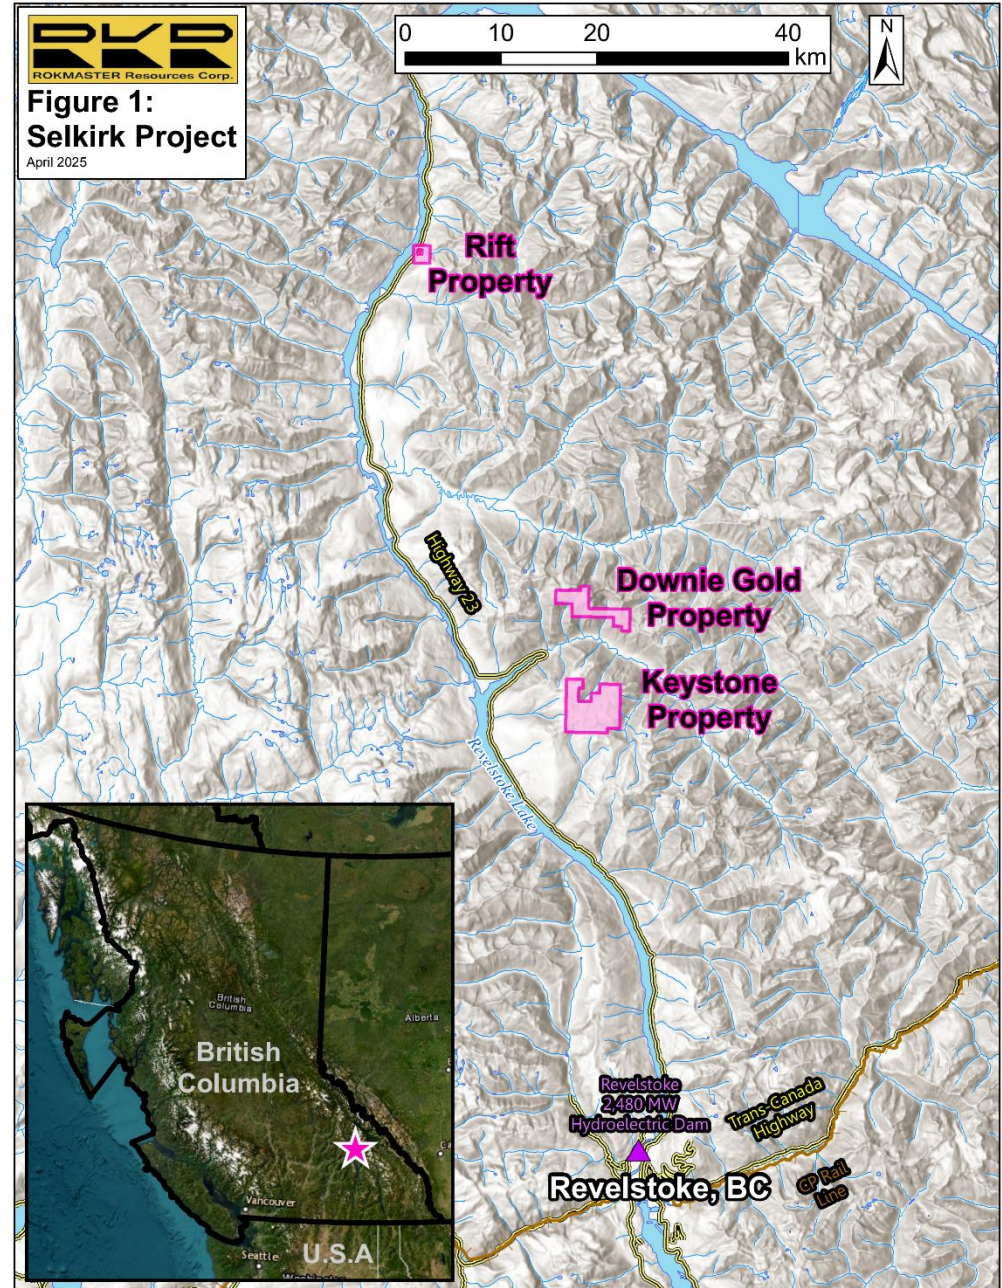 RKR
ROKMASTER Resources Corp.
Figure 1:
Selkirk Project
April 2025
0 10 20 40
km
N
Rift
Property
Highway 23
Downie Gold
Property
Keystone
Property
Revelstoke Lake
Revelstoke
2,480 MW
Hydroelectric Dam
Trans-Canada
Highway
Revelstoke, BC
CP Rail
Line
British
Columbia
Alberta
British
Columbia
Vancouver
Seattle
U.S.A